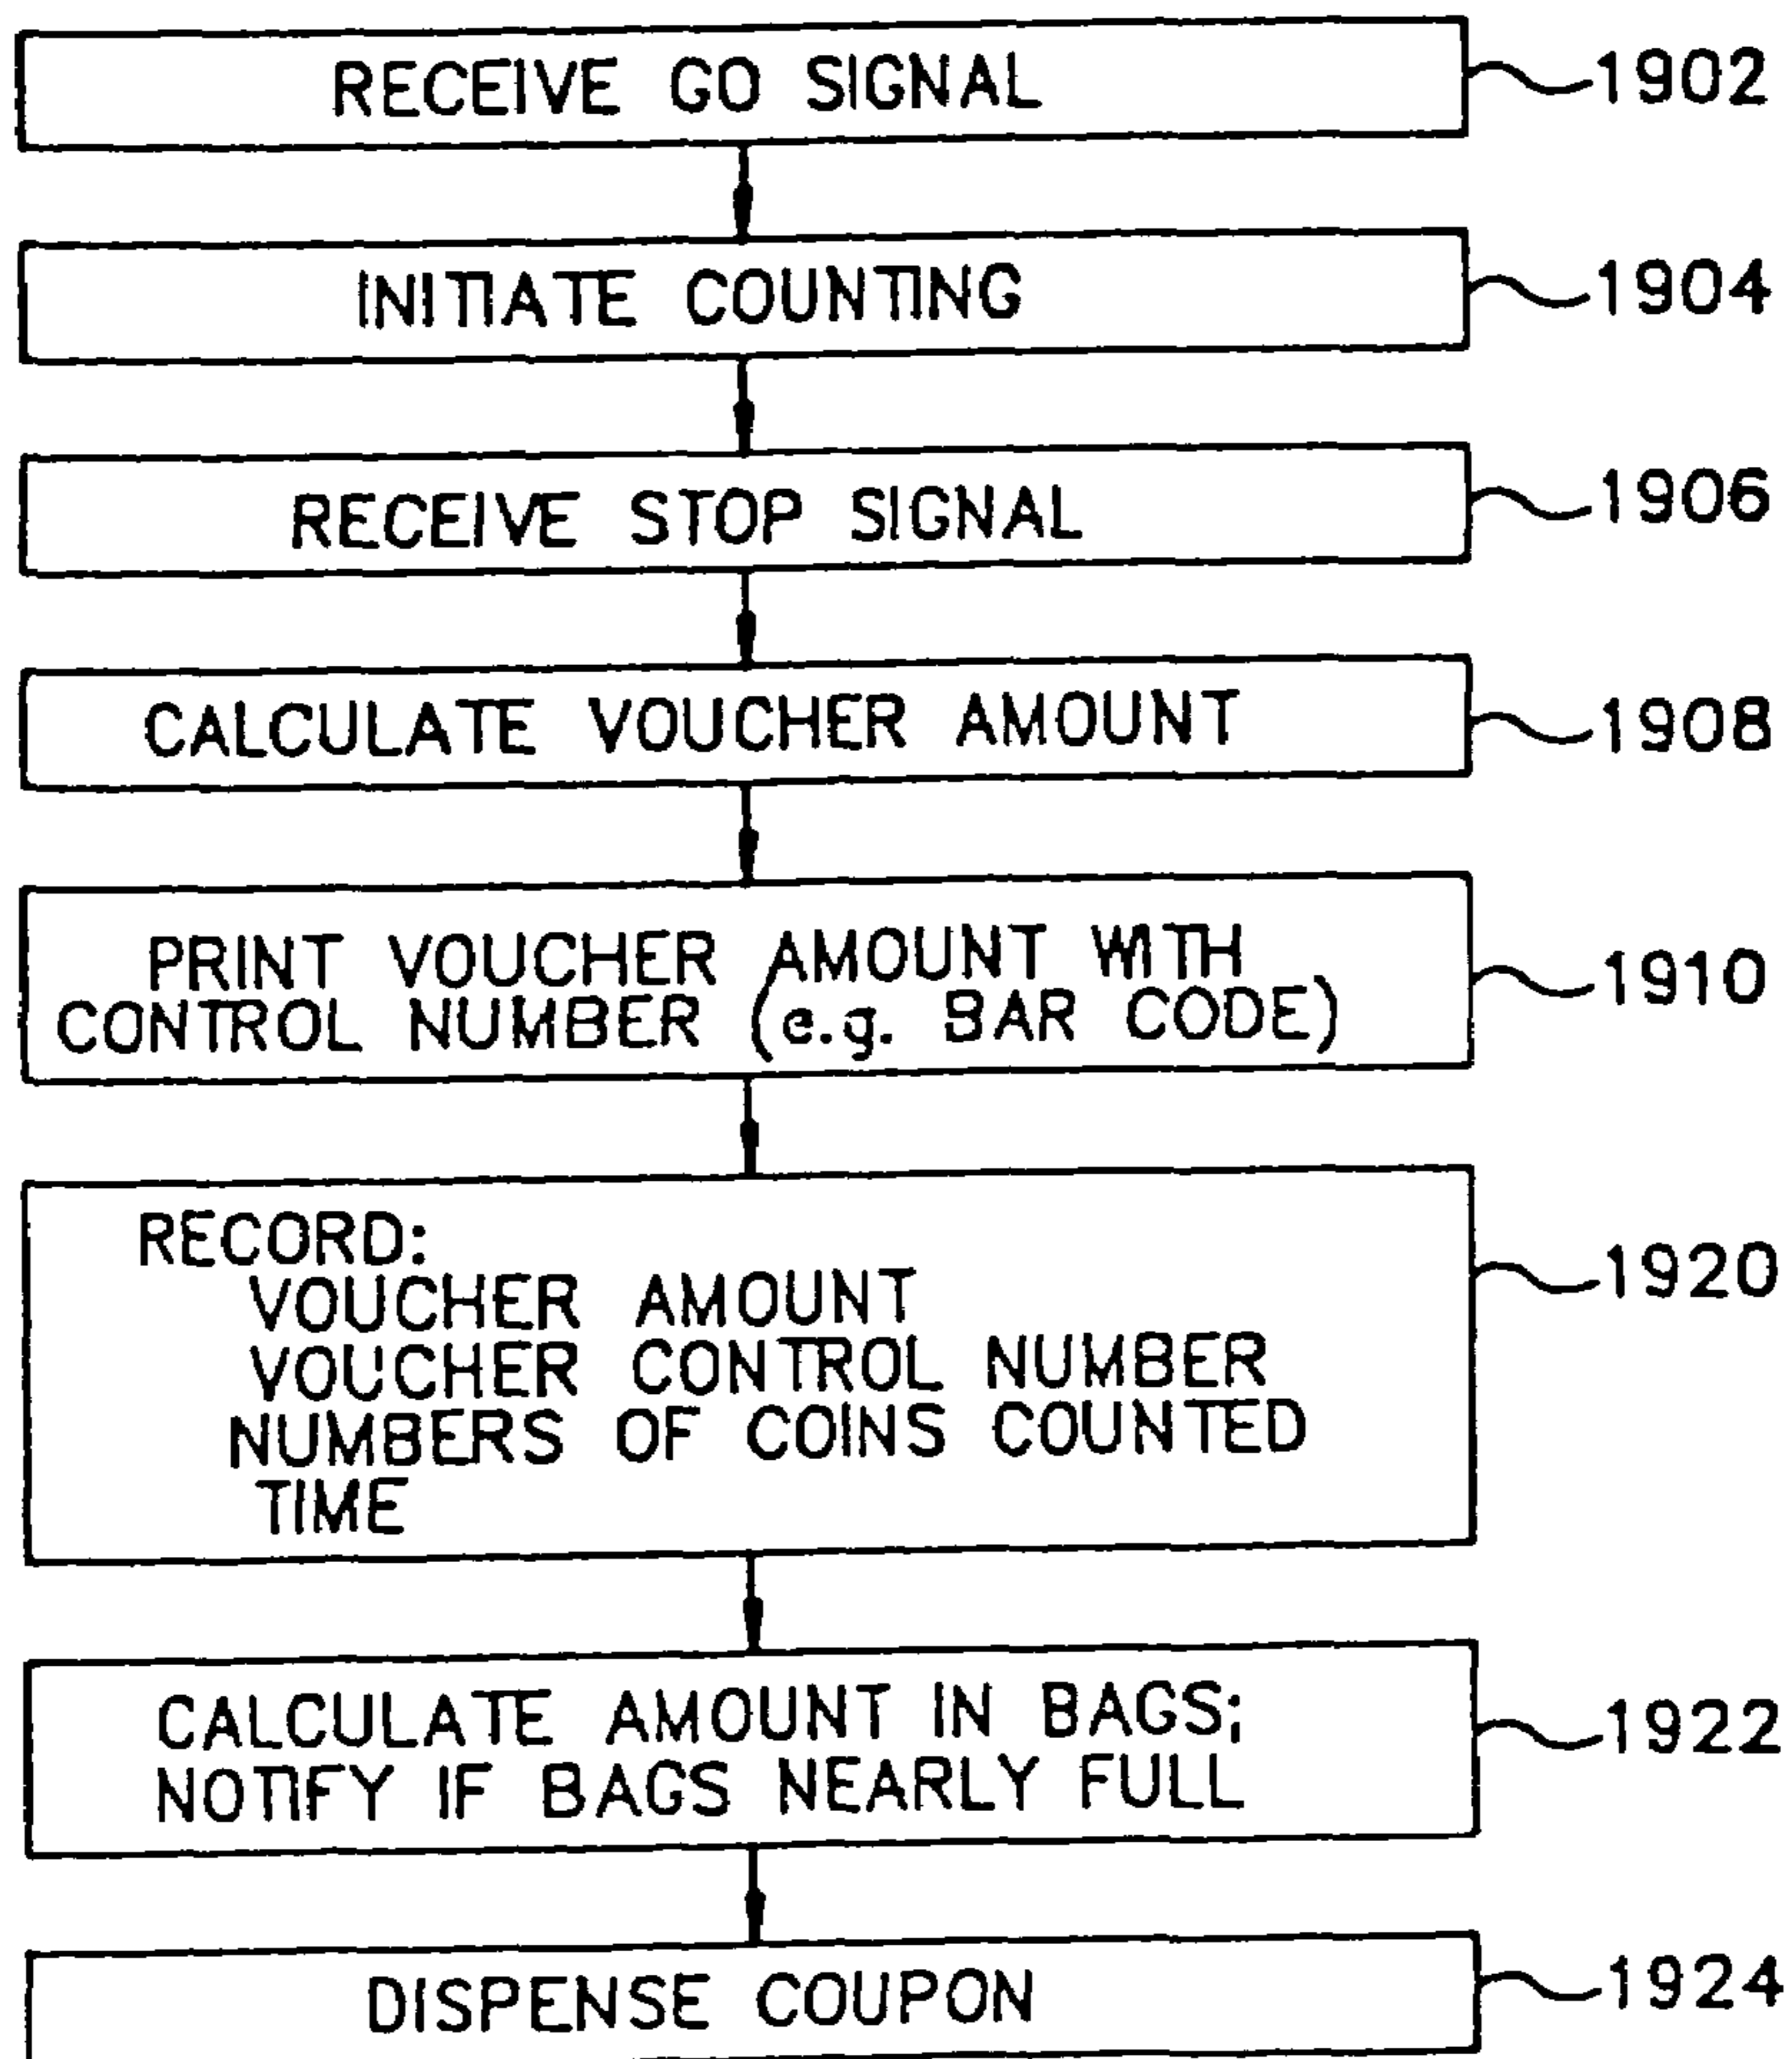 RECEIVE GO SIGNAL 1902
INITIATE COUNTING 1904
RECEIVE STOP SIGNAL 1906
CALCULATE VOUCHER AMOUNT 1908
PRINT VOUCHER AMOUNT WITH
CONTROL NUMBER (e.g. BAR CODE) 1910
RECORD: 1920
VOUCHER AMOUNT
VOUCHER CONTROL NUMBER
NUMBERS OF COINS COUNTED
TIME
CALCULATE AMOUNT IN BAGS; 1922
NOTIFY IF BAGS NEARLY FULL
DISPENSE COUPON 1924